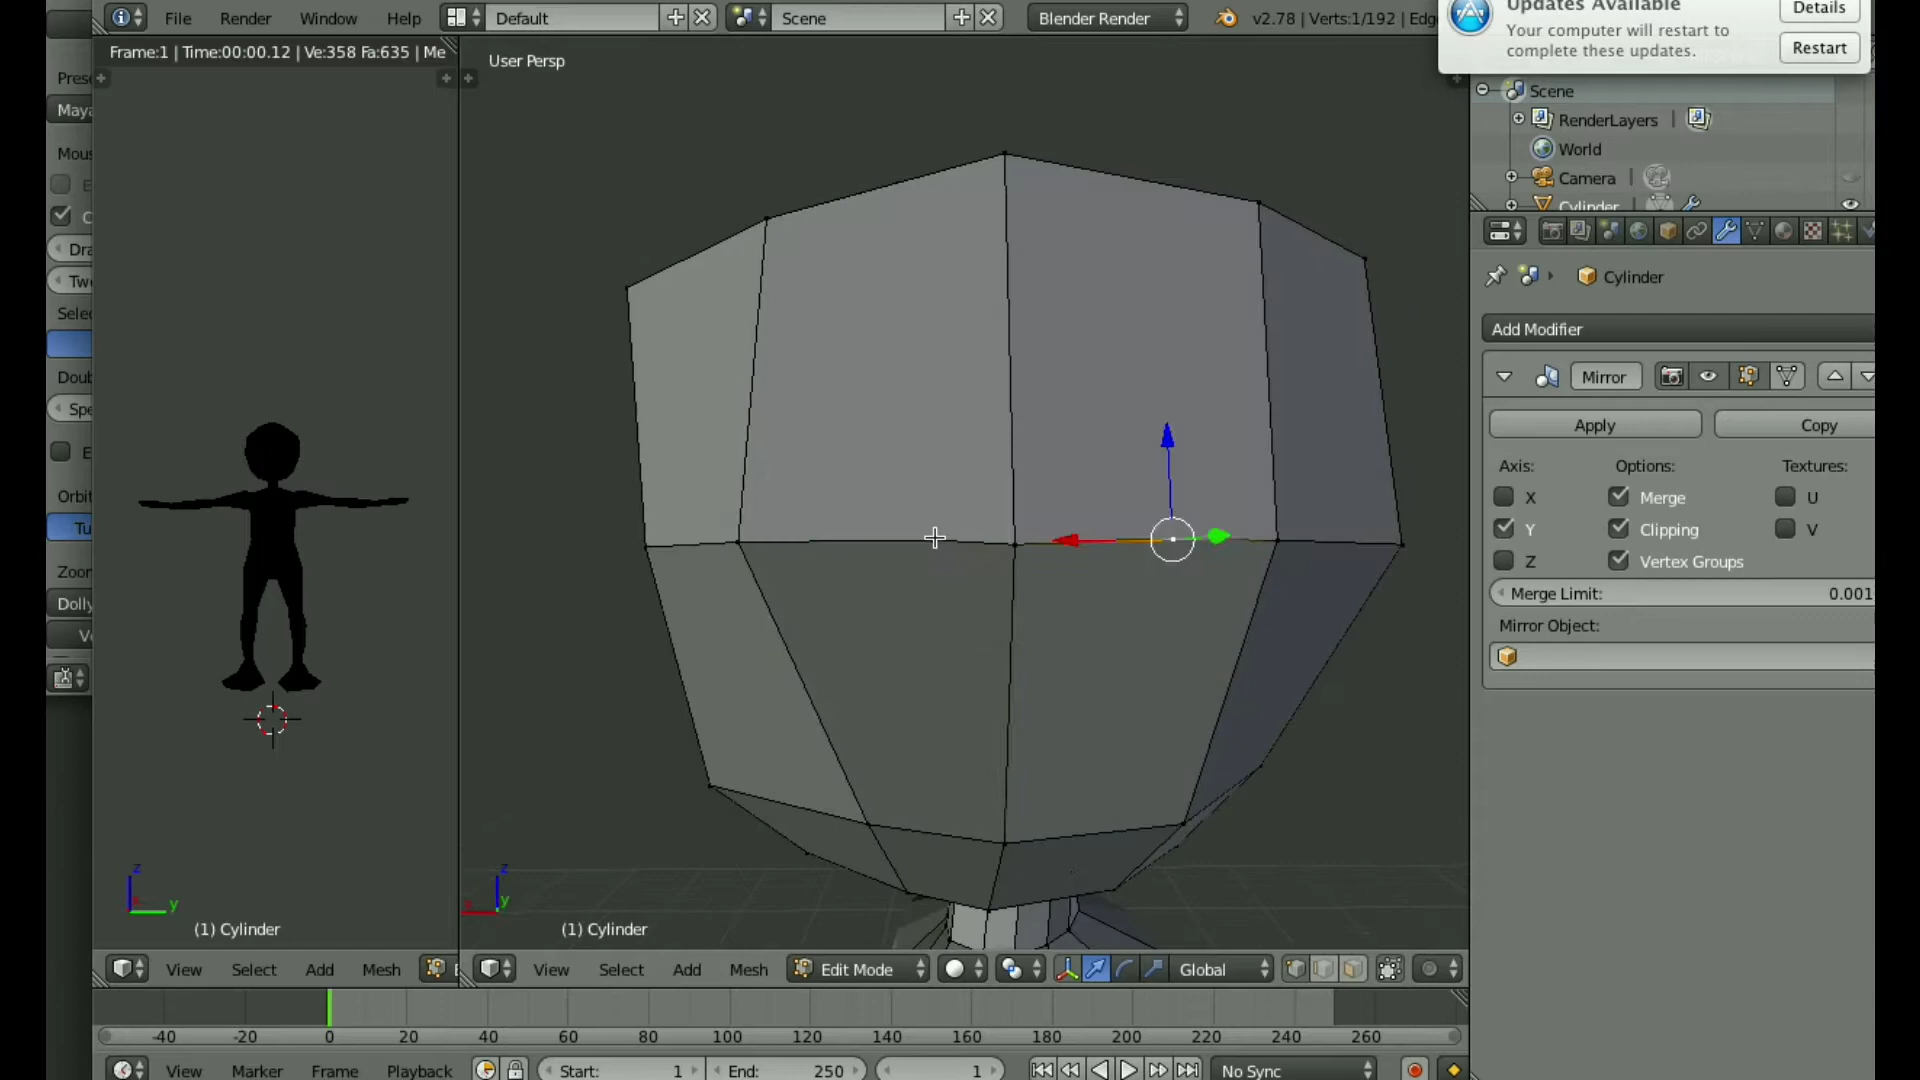 Updates Available
Details
Your computer will restart to
complete these updates.
Restart
File Render Window Help Default Scene Blender Render v2.78 | Verts:1/192 | Edg
Frame:1 | Time:00:00.12 | Ve:358 Fa:635 | Me
User Persp
Pres
Maya
Mous
E
C
Dra
Twe
Sele
Doub
Spe
E
Orbit
Tu
Zoom
Dolly
V
Scene
RenderLayers
World
Camera
Cylinder
Cylinder
Add Modifier
Mirror
Apply Copy
Axis: Options: Textures:
X Merge U
Y Clipping V
Z Vertex Groups
Merge Limit: 0.001
Mirror Object:
z
y
(1) Cylinder
z
x y
(1) Cylinder
View Select Add Mesh
View Select Add Mesh Edit Mode Global
-40 -20 0 20 40 60 80 100 120 140 160 180 200 220 240 260
View Marker Frame Playback Start: 1 End: 250 1 No Sync